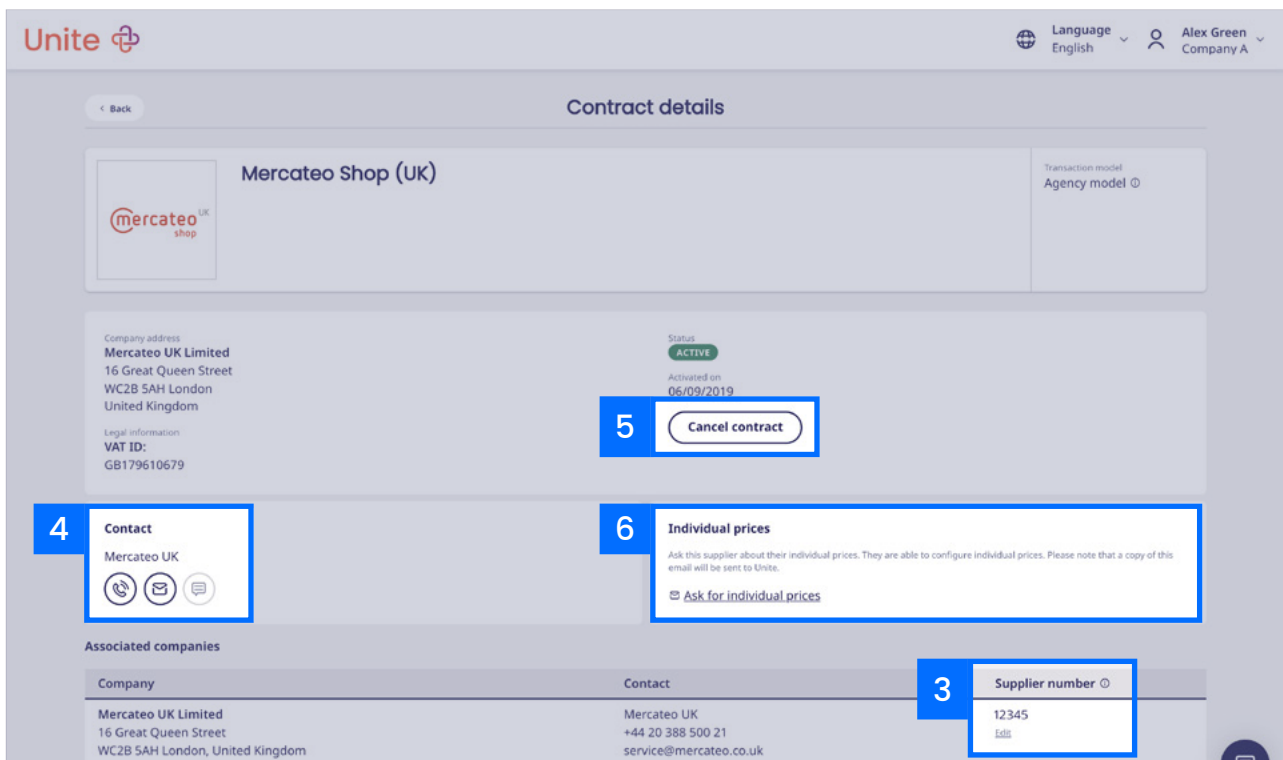 Unite
Language
English
Alex Green
Company A
< Back
Contract details
mercateo UK
shop
Mercateo Shop (UK)
Transaction model
Agency model
Company address
Mercateo UK Limited
16 Great Queen Street
WC2B 5AH London
United Kingdom
Legal information
VAT ID:
GB179610679
Status
ACTIVE
Activated on
06/09/2019
5
Cancel contract
4
Contact
Mercateo UK
6
Individual prices
Ask this supplier about their individual prices. They are able to configure individual prices. Please note that a copy of this
email will be sent to Unite.
Ask for individual prices
Associated companies
Company
Contact
3
Supplier number
Mercateo UK Limited
Mercateo UK
12345
16 Great Queen Street
+44 20 388 500 21
Edit
WC2B 5AH London, United Kingdom
service@mercateo.co.uk